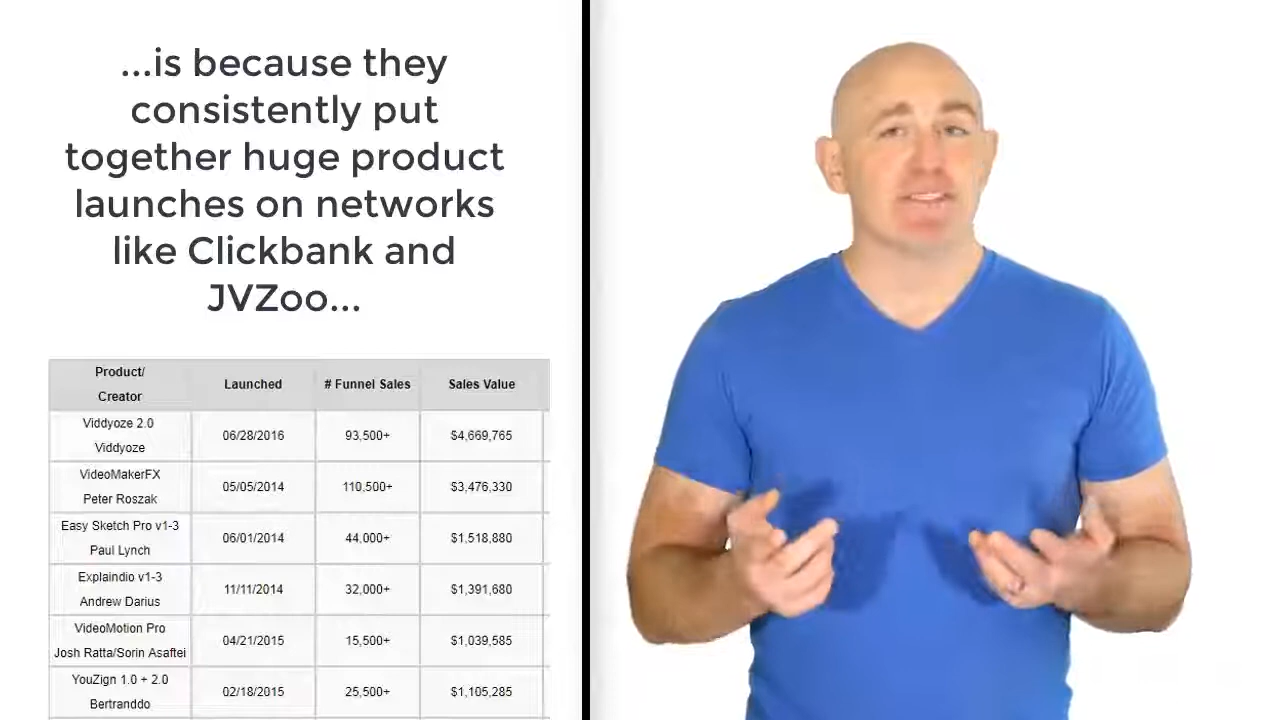 ...is because they
consistently put
together huge product
launches on networks
like Clickbank and
JVZoo...
Product/
Creator
Launched
# Funnel Sales
Sales Value
Viddyoze 2.0
Viddyoze
06/28/2016
93,500+
$4,669,765
VideoMakerFX
Peter Roszak
05/05/2014
110,500+
$3,476,330
Easy Sketch Pro v1-3
Paul Lynch
06/01/2014
44,000+
$1,518,880
Explaindio v1-3
Andrew Darius
11/11/2014
32,000+
$1,391,680
VideoMotion Pro
Josh Ratta/Sorin Asaftei
04/21/2015
15,500+
$1,039,585
YouZign 1.0 + 2.0
Bertranddo
02/18/2015
25,500+
$1,105,285